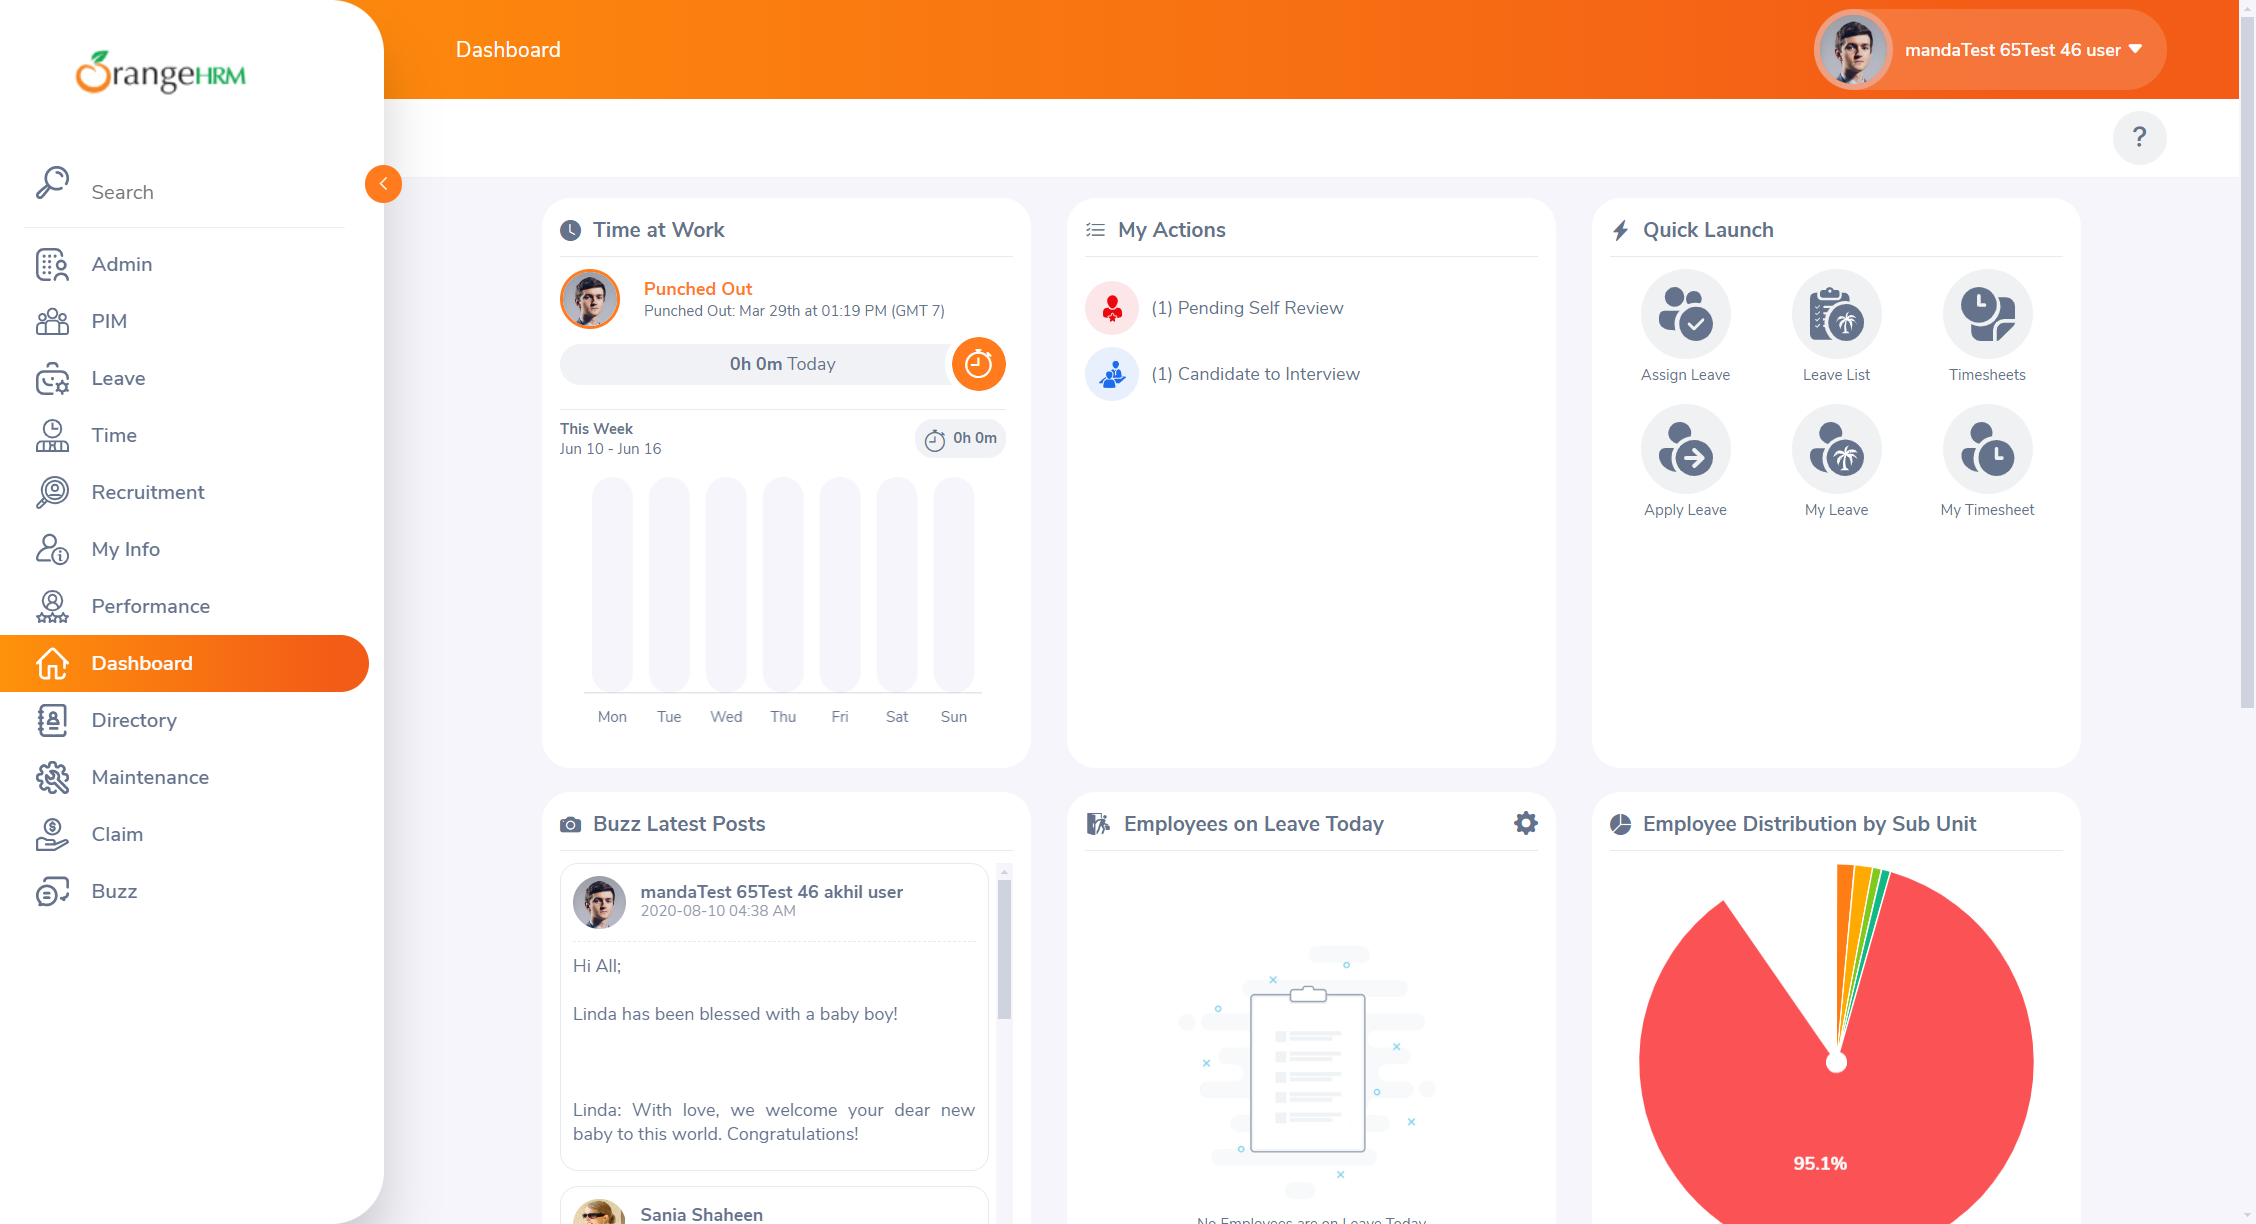 OrangeHRM
Search
Admin
PIM
Leave
Time
Recruitment
My Info
Performance
Dashboard
Directory
Maintenance
Claim
Buzz
Dashboard
mandaTest 65Test 46 user
?
Time at Work
Punched Out
Punched Out: Mar 29th at 01:19 PM (GMT 7)
0h 0m Today
This Week
Jun 10 - Jun 16
0h 0m
Mon Tue Wed Thu Fri Sat Sun
My Actions
(1) Pending Self Review
(1) Candidate to Interview
Quick Launch
Assign Leave
Leave List
Timesheets
Apply Leave
My Leave
My Timesheet
Buzz Latest Posts
mandaTest 65Test 46 akhil user
2020-08-10 04:38 AM
Hi All;
Linda has been blessed with a baby boy!
Linda: With love, we welcome your dear new
baby to this world. Congratulations!
Sania Shaheen
Employees on Leave Today
No Employees are on Leave Today
Employee Distribution by Sub Unit
95.1%